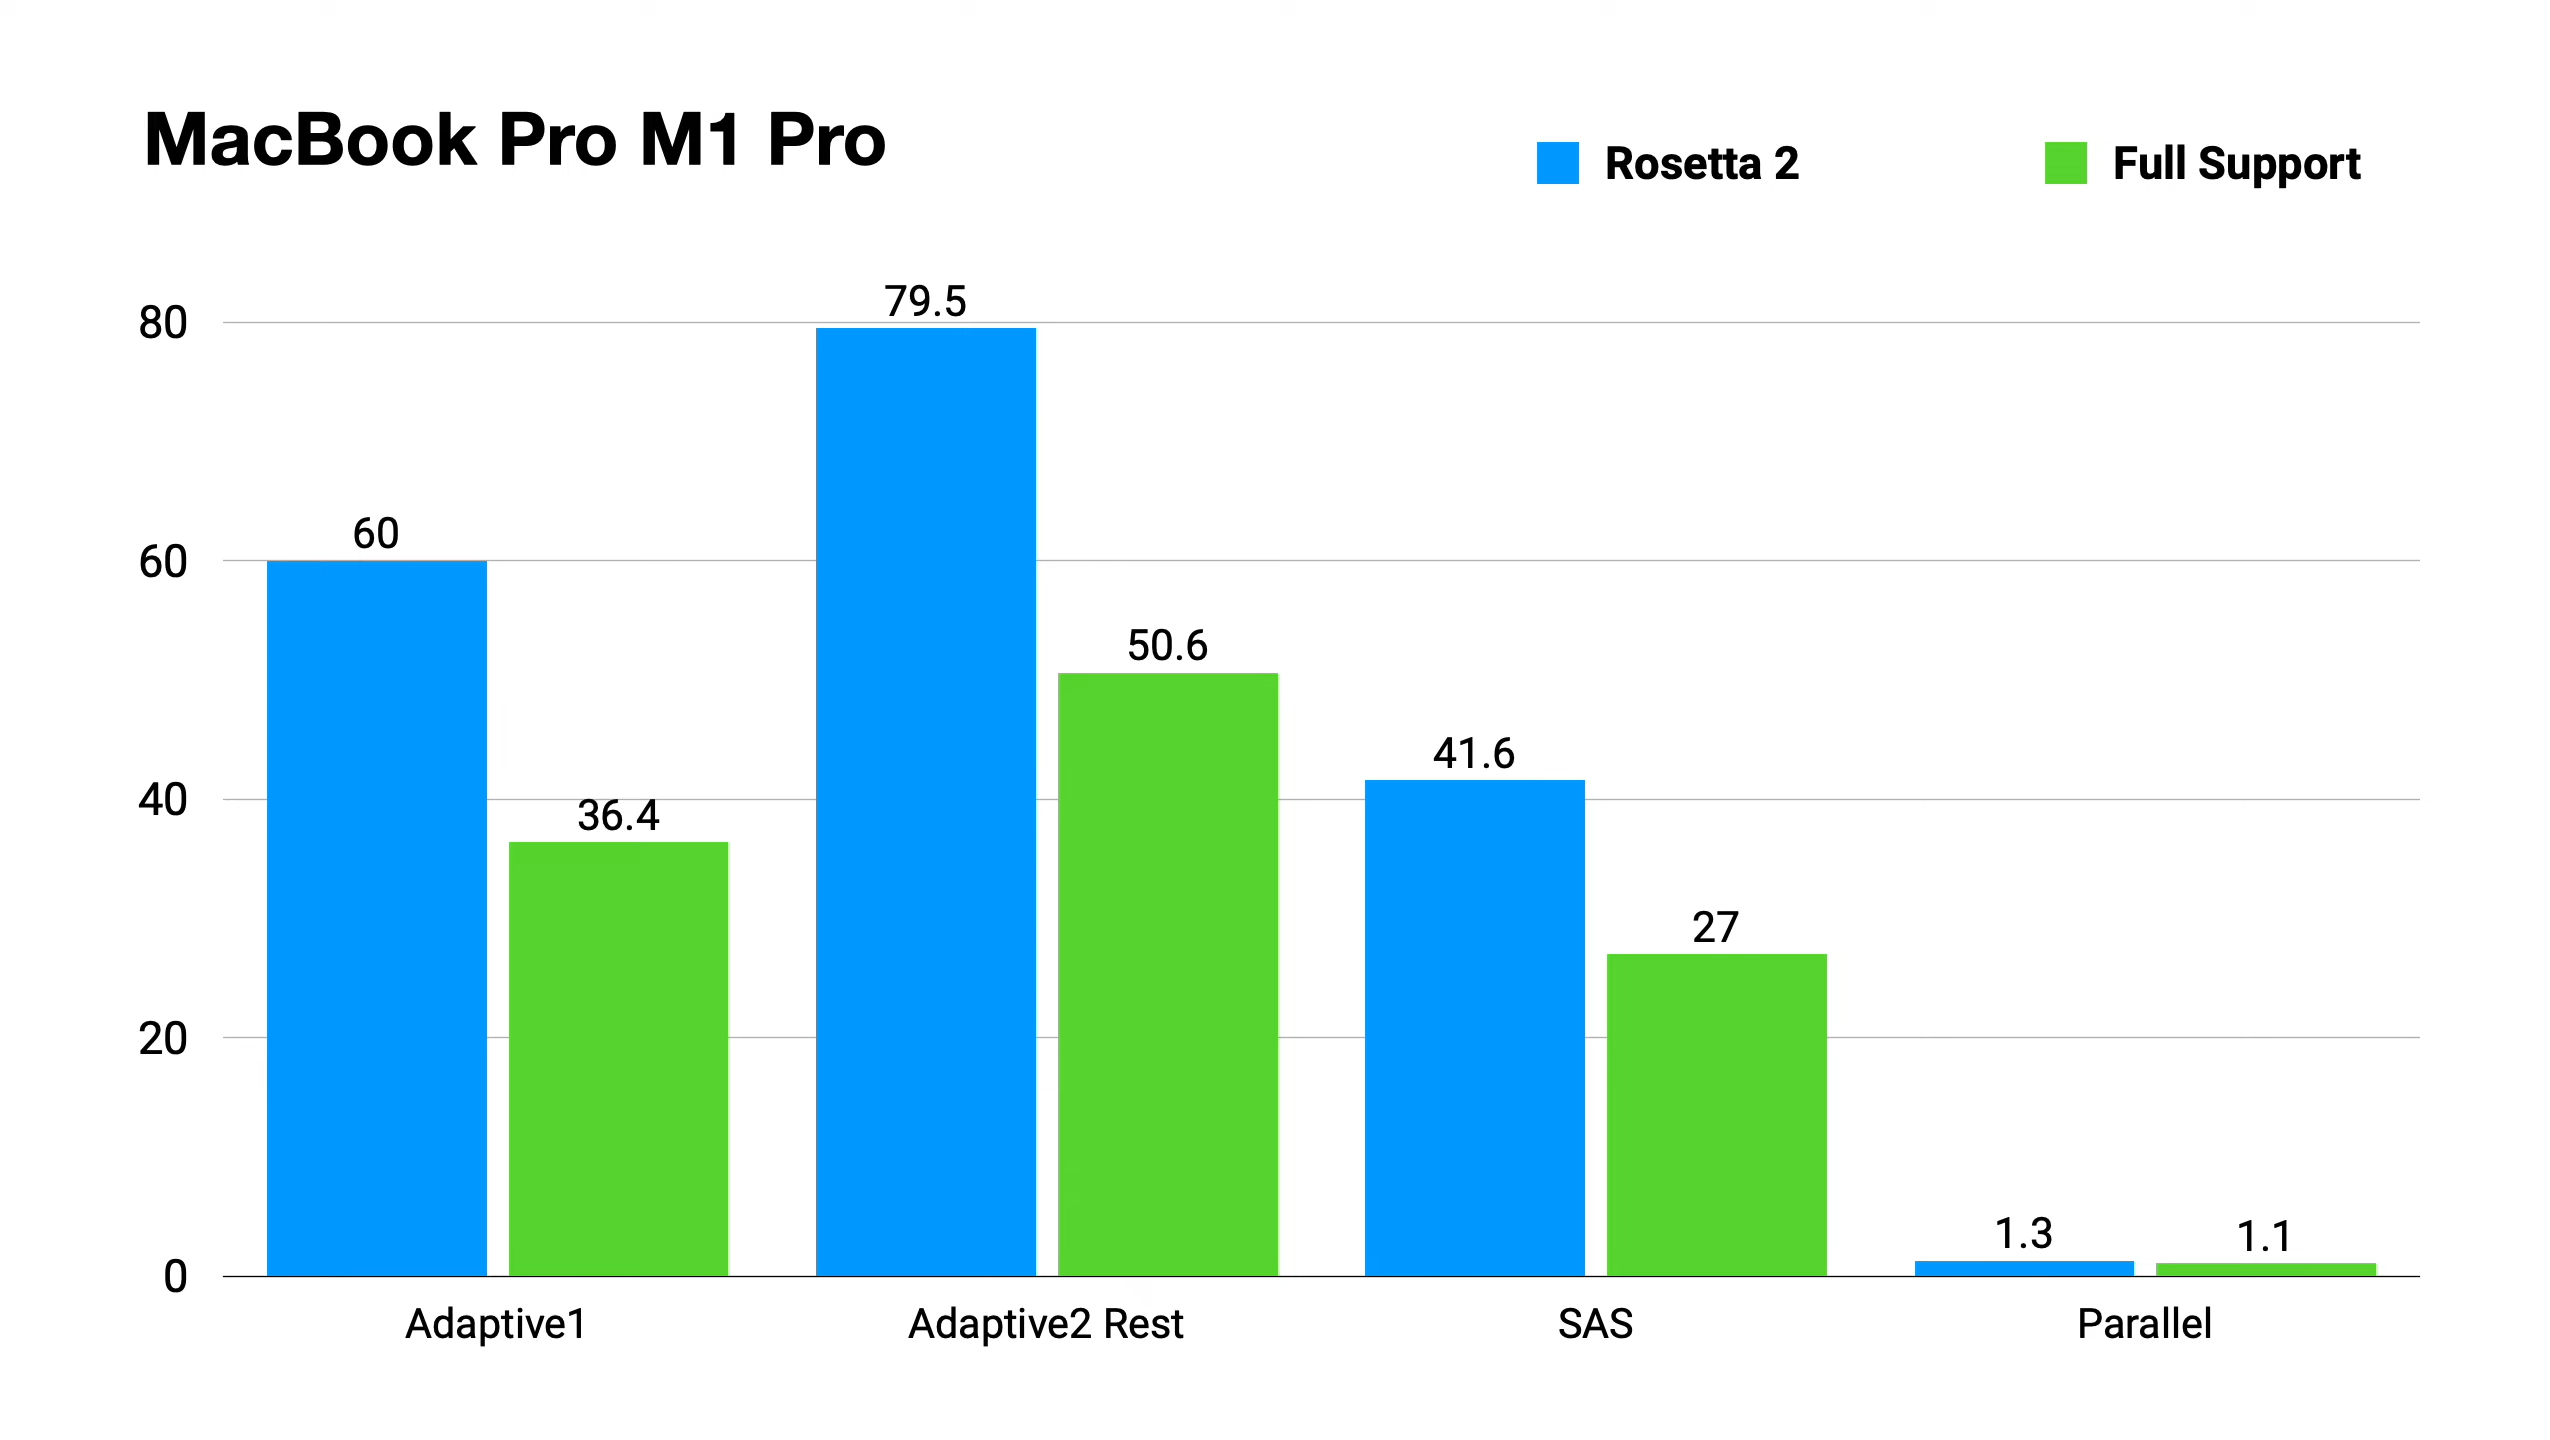 MacBook Pro M1 Pro
Rosetta 2
Full Support
80
60
40
20
0
60
36.4
79.5
50.6
41.6
27
1.3
1.1
Adaptive1
Adaptive2 Rest
SAS
Parallel